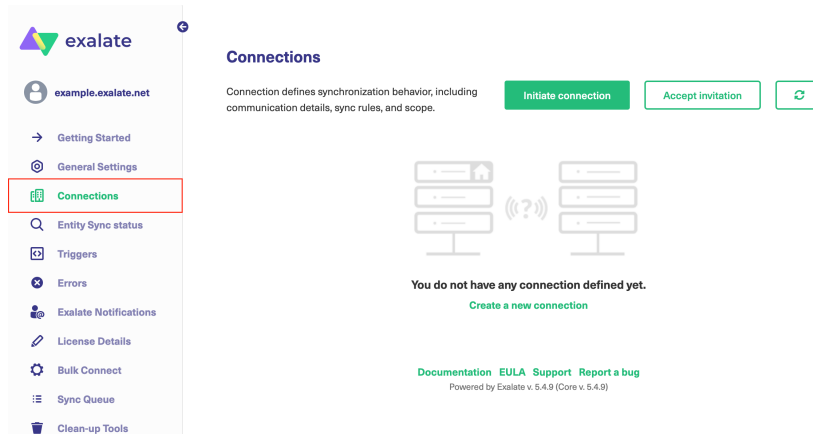 exalate
example.exalate.net
Getting Started
General Settings
Connections
Entity Sync status
Triggers
Errors
Exalate Notifications
License Details
Bulk Connect
Sync Queue
Clean-up Tools
Connections
Connection defines synchronization behavior, including
communication details, sync rules, and scope.
Initiate connection
Accept invitation
((?))
You do not have any connection defined yet.
Create a new connection
Documentation EULA Support Report a bug
Powered by Exalate v. 5.4.9 (Core v. 5.4.9)